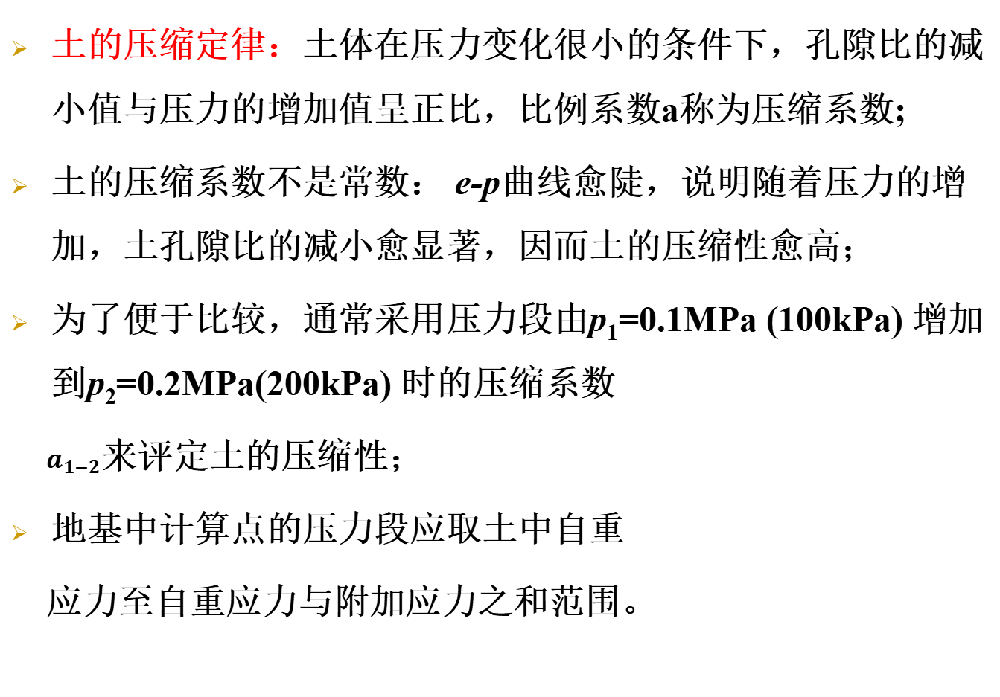 土的压缩定律：土体在压力变化很小的条件下，孔隙比的减
小值与压力的增加值呈正比，比例系数a称为压缩系数;
土的压缩系数不是常数： e-p曲线愈陡，说明随着压力的增
加，土孔隙比的减小愈显著，因而土的压缩性愈高；
为了便于比较，通常采用压力段由p₁=0.1MPa (100kPa) 增加
到p₂=0.2MPa(200kPa) 时的压缩系数
a₁₋₂来评定土的压缩性；
地基中计算点的压力段应取土中自重
应力至自重应力与附加应力之和范围。